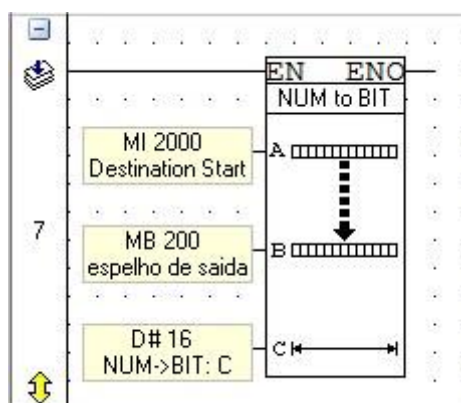 EN ENO
NUM to BIT
MI 2000
Destination Start
A
7
MB 200
espelho de saida
B
D# 16
NUM->BIT: C
C